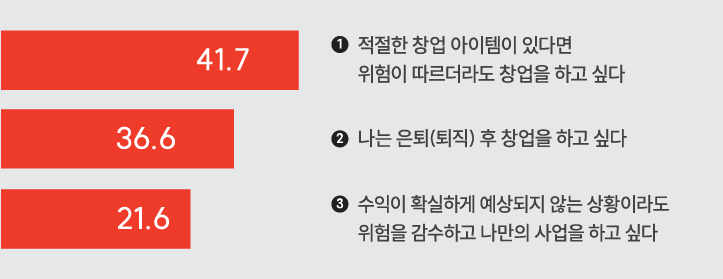 41.7
❶ 적절한 창업 아이템이 있다면
위험이 따르더라도 창업을 하고 싶다
36.6
❷ 나는 은퇴(퇴직) 후 창업을 하고 싶다
21.6
❸ 수익이 확실하게 예상되지 않는 상황이라도
위험을 감수하고 나만의 사업을 하고 싶다